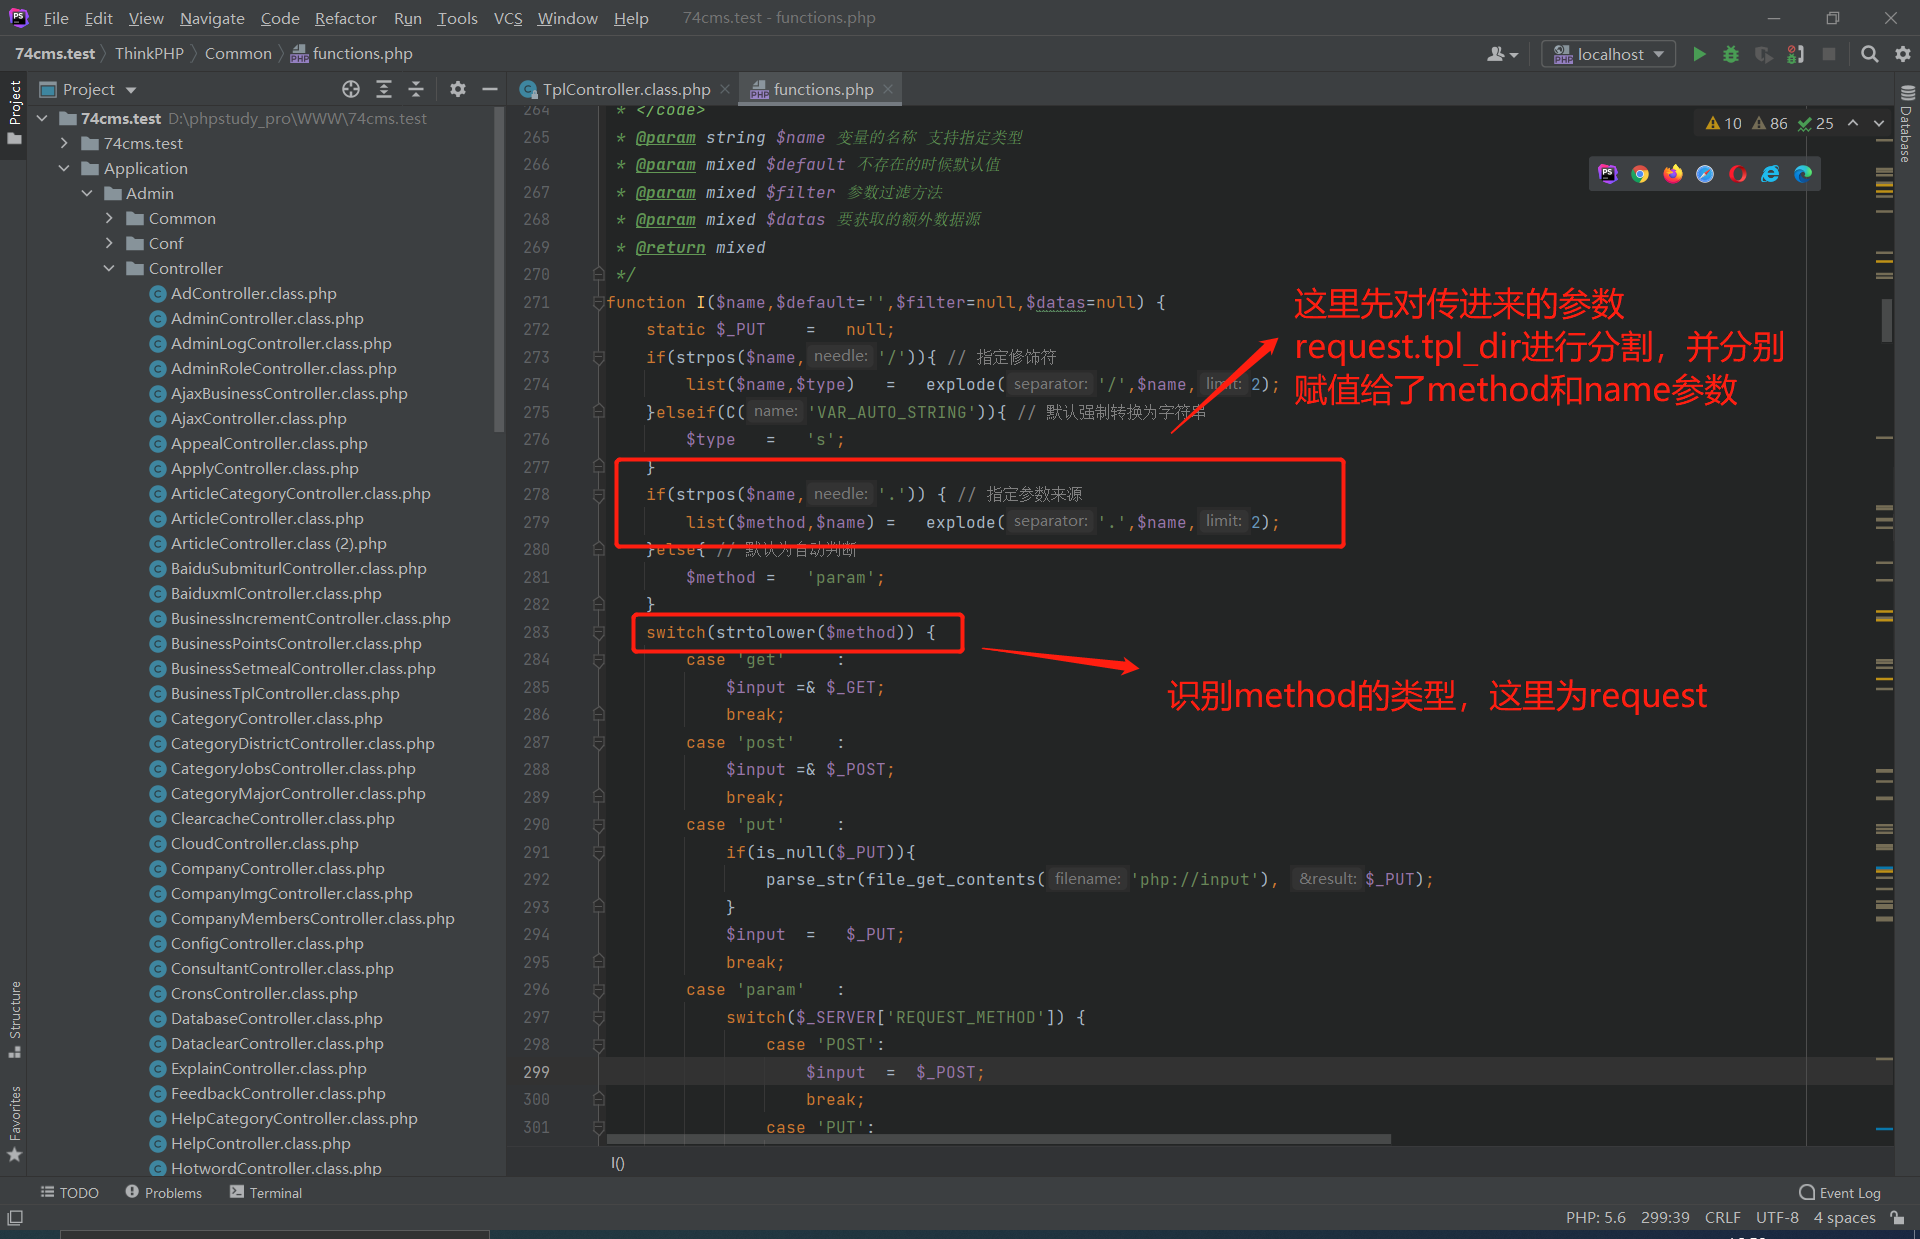 File Edit View Navigate Code Refactor Run Tools VCS Window Help 74cms.test - functions.php
74cms.test ThinkPHP Common functions.php localhost
Project TplController.class.php functions.php
74cms.test D:\phpstudy_pro\WWW\74cms.test
74cms.test
Application
Admin
Common
Conf
Controller
AdController.class.php
AdminController.class.php
AdminLogController.class.php
AdminRoleController.class.php
AjaxBusinessController.class.php
AjaxController.class.php
AppealController.class.php
ApplyController.class.php
ArticleCategoryController.class.php
ArticleController.class.php
ArticleController.class (2).php
BaiduSubmiturlController.class.php
BaiduxmlController.class.php
BusinessIncrementController.class.php
BusinessPointsController.class.php
BusinessSetmealController.class.php
BusinessTplController.class.php
CategoryController.class.php
CategoryDistrictController.class.php
CategoryJobsController.class.php
CategoryMajorController.class.php
ClearcacheController.class.php
CloudController.class.php
CompanyController.class.php
CompanyImgController.class.php
CompanyMembersController.class.php
ConfigController.class.php
ConsultantController.class.php
CronsController.class.php
DatabaseController.class.php
DataclearController.class.php
ExplainController.class.php
FeedbackController.class.php
HelpCategoryController.class.php
HelpController.class.php
HotwordController.class.php
Project
Structure
Favorites
Database
10 86 25
264 * </code>
265 * @param string $name 变量的名称 支持指定类型
266 * @param mixed $default 不存在的时候默认值
267 * @param mixed $filter 参数过滤方法
268 * @param mixed $datas 要获取的额外数据源
269 * @return mixed
270 */
271 function I($name,$default='',$filter=null,$datas=null) {
272 static $_PUT = null;
273 if(strpos($name, needle: '/')){ // 指定修饰符
274 list($name,$type) = explode( separator: '/',$name, limit: 2);
275 }elseif(C( name: 'VAR_AUTO_STRING')){ // 默认强制转换为字符串
276 $type = 's';
277 }
278 if(strpos($name, needle: '.')) { // 指定参数来源
279 list($method,$name) = explode( separator: '.',$name, limit: 2);
280 }else{ // 默认为自动判断
281 $method = 'param';
282 }
283 switch(strtolower($method)) {
284 case 'get' :
285 $input =& $_GET;
286 break;
287 case 'post' :
288 $input =& $_POST;
289 break;
290 case 'put' :
291 if(is_null($_PUT)){
292 parse_str(file_get_contents( filename: 'php://input'), &result: $_PUT);
293 }
294 $input = $_PUT;
295 break;
296 case 'param' :
297 switch($_SERVER['REQUEST_METHOD']) {
298 case 'POST':
299 $input = $_POST;
300 break;
301 case 'PUT':
这里先对传进来的参数
request.tpl_dir进行分割，并分别
赋值给了method和name参数
识别method的类型，这里为request
I()
TODO Problems Terminal Event Log
PHP: 5.6 299:39 CRLF UTF-8 4 spaces